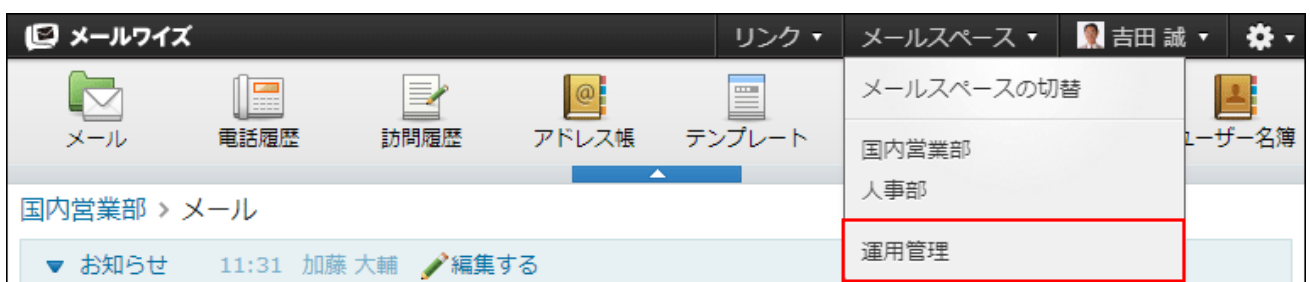 メールワイズ リンク ▼ メールスペース ▼ 吉田 誠 ▼
メール 電話履歴 訪問履歴 アドレス帳 テンプレート ーザー名簿
メールスペースの切替
国内営業部
人事部
運用管理
国内営業部 > メール
▼ お知らせ 11:31 加藤 大輔 編集する